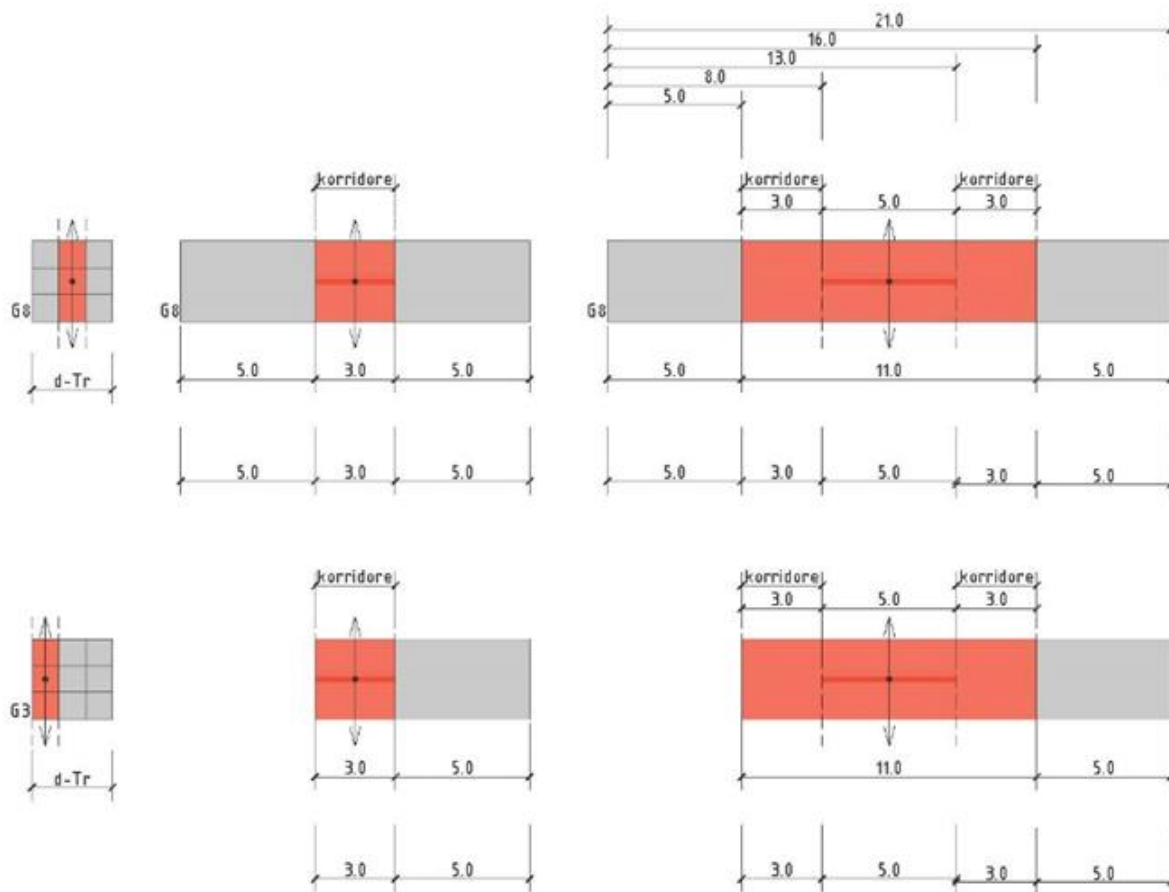 21.0
16.0
13.0
8.0
5.0
korridore korridore korridore
3.0 5.0 3.0
G8 G8 G8
d-Tr 5.0 3.0 5.0 5.0 11.0 5.0
5.0 3.0 5.0 5.0 3.0 5.0 3.0 5.0
korridore korridore korridore
3.0 5.0 3.0
G3
d-Tr 3.0 5.0 11.0 5.0
3.0 5.0 3.0 5.0 3.0 5.0